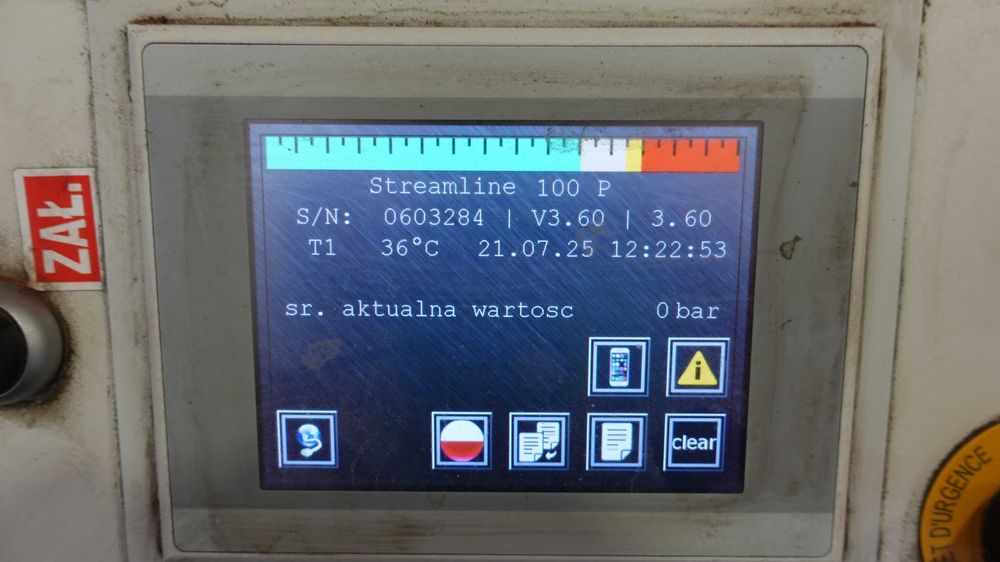 Streamline 100 P
S/N: 0603284 | V3.60 | 3.60
T1 36°C 21.07.25 12:22:53
sr. aktualna wartosc 0 bar
clear
ZAŁ.
ET D'URGENCE